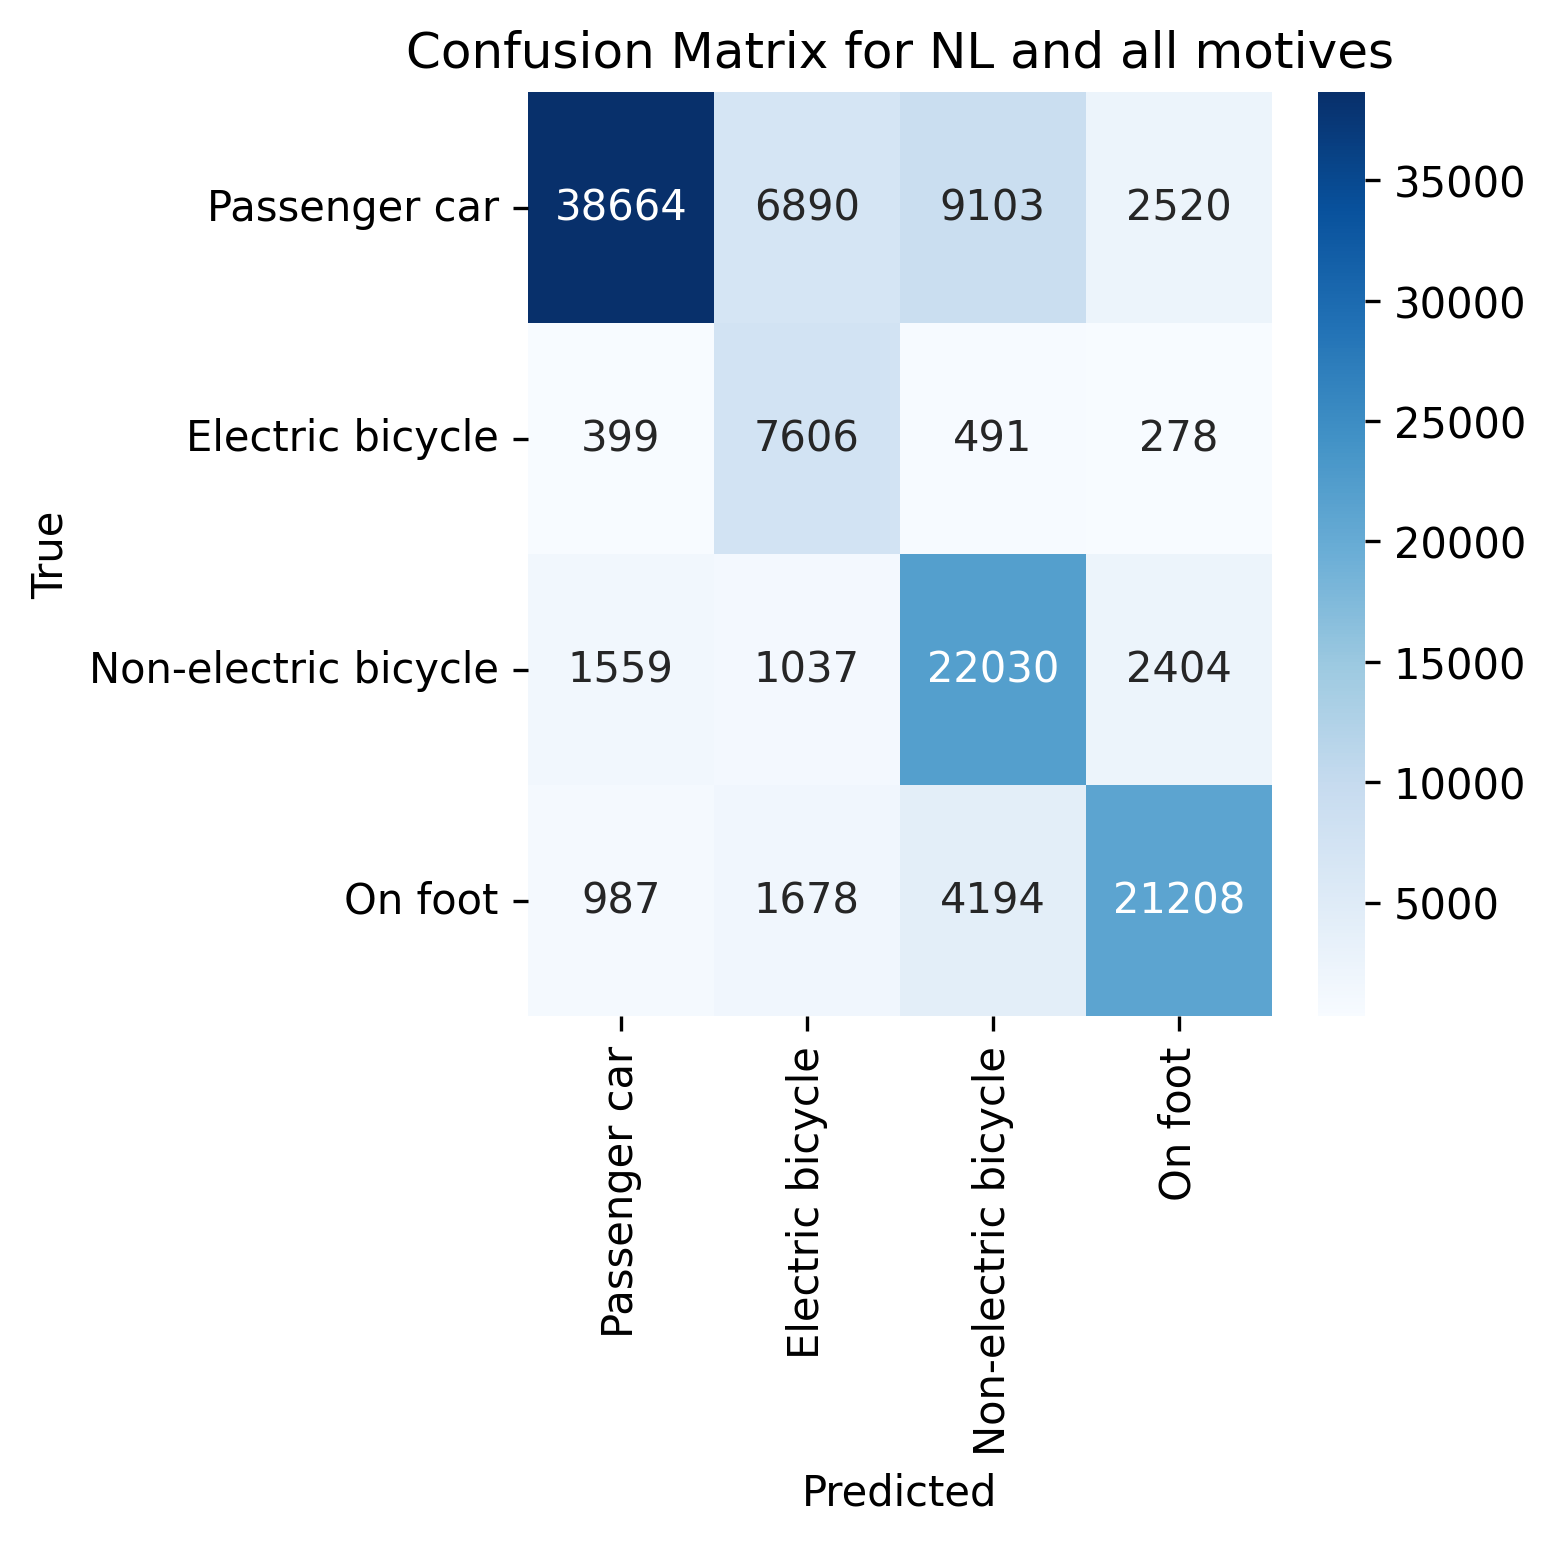 Confusion Matrix for NL and all motives
True
Passenger car
38664 6890 9103 2520
Electric bicycle
399 7606 491 278
Non-electric bicycle
1559 1037 22030 2404
On foot
987 1678 4194 21208
Passenger car
Electric bicycle
Non-electric bicycle
On foot
Predicted
35000
30000
25000
20000
15000
10000
5000